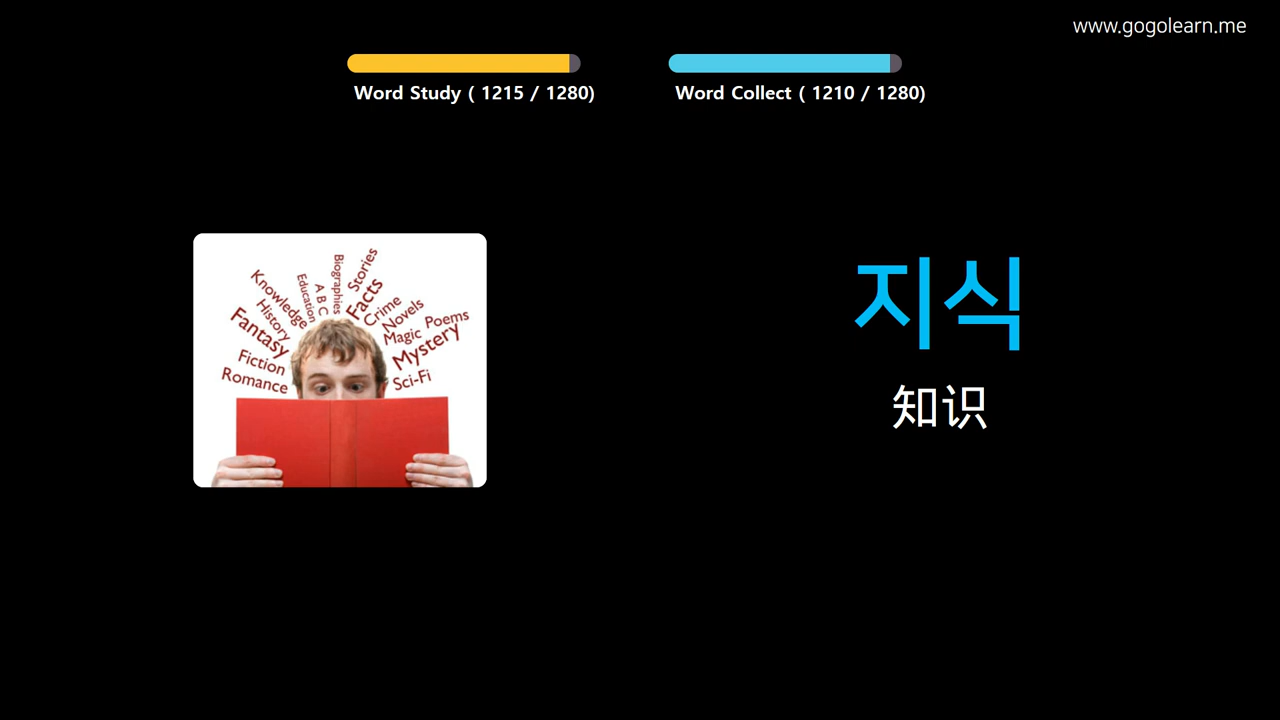 www.gogolearn.me
Word Study ( 1215 / 1280)
Word Collect ( 1210 / 1280)
Knowledge
History
Fantasy
Fiction
Romance
Education
A B C
Biographies
Stories
Facts
Crime
Novels
Magic
Poems
Mystery
Sci-Fi
지식
知识